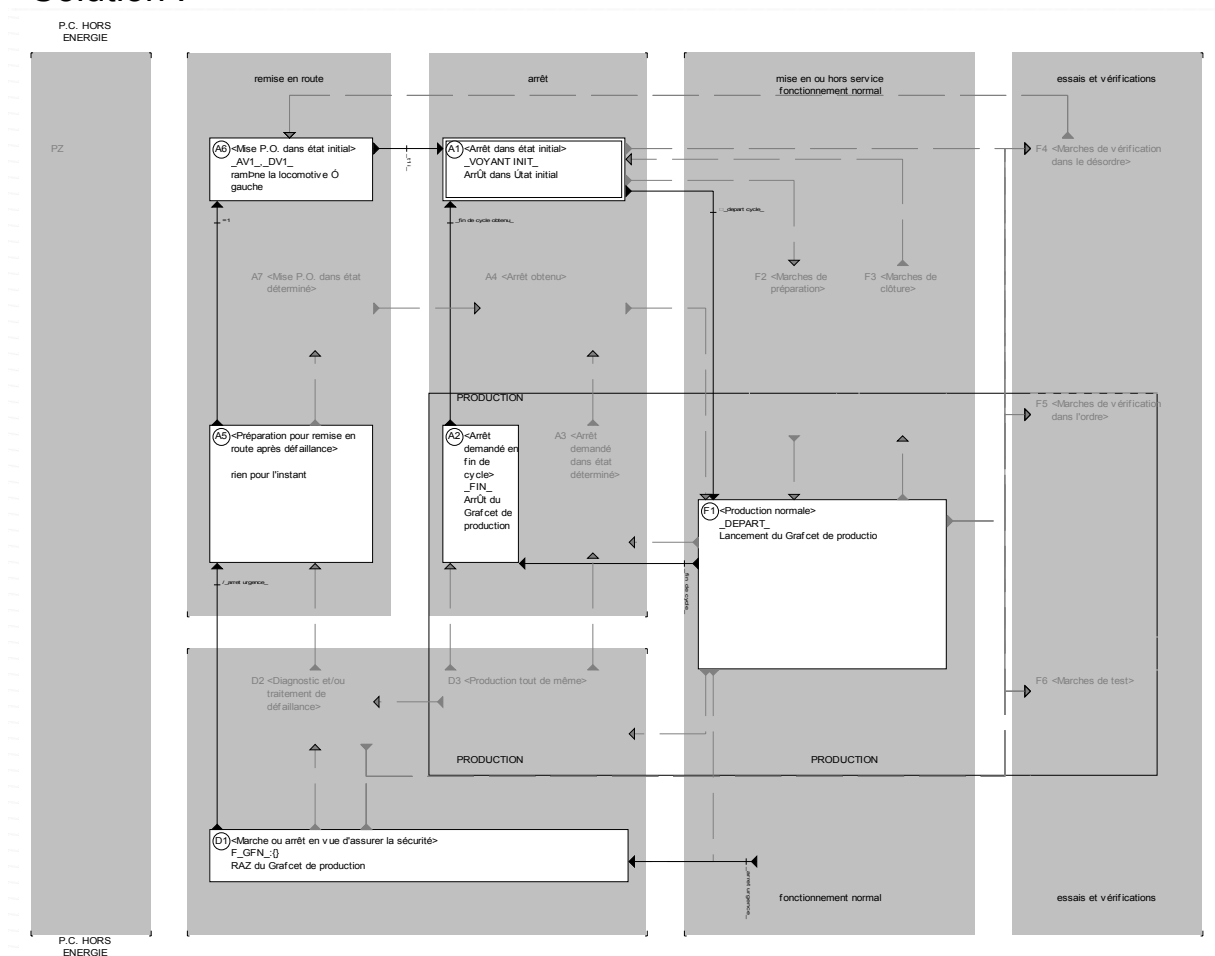 Solution :
P.C. HORS
ENERGIE
remise en route
arrêt
mise en ou hors service
fonctionnement normal
essais et vérifications
PZ
A6 <Mise P.O. dans état initial>
_AV1_,_DV1_
ramÞne la locomotive Ó
gauche
_t1_
A1 <Arrêt dans état initial>
_VOYANT INIT_
ArrÛt dans Útat initial
F4 <Marches de vérification
dans le désordre>
=1
_fin de cycle obtenu_
_depart cycle_
A7 <Mise P.O. dans état
déterminé>
A4 <Arrêt obtenu>
F2 <Marches de
préparation>
F3 <Marches de
clôture>
PRODUCTION
F5 <Marches de vérification
dans l'ordre>
A5 <Préparation pour remise en
route après défaillance>
rien pour l'instant
A2 <Arrêt
demandé en
fin de
cycle>
_FIN_
ArrÛt du
Grafcet de
production
A3 <Arrêt
demandé
dans état
déterminé>
F1 <Production normale>
_DEPART_
Lancement du Grafcet de productio
/_arret urgence_
_fin de cycle_
D2 <Diagnostic et/ou
traitement de
défaillance>
D3 <Production tout de même>
F6 <Marches de test>
PRODUCTION
PRODUCTION
D1 <Marche ou arrêt en vue d'assurer la sécurité>
F_GFN_:{}
RAZ du Grafcet de production
_arret urgence_
fonctionnement normal
essais et vérifications
P.C. HORS
ENERGIE